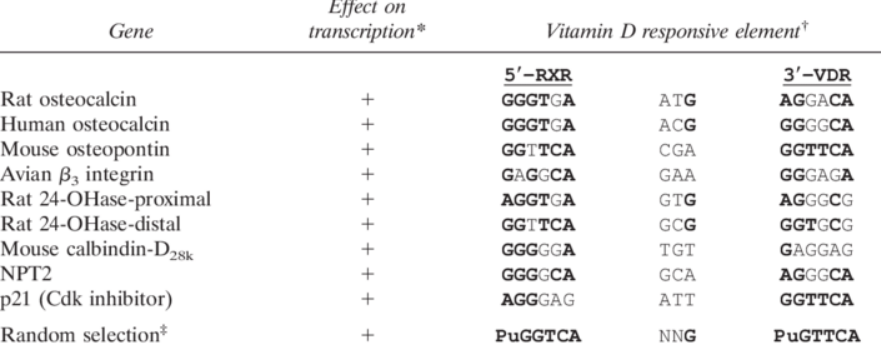 Effect on
Gene transcription* Vitamin D responsive element†
5′–RXR 3′–VDR
Rat osteocalcin + GGGTGA ATG AGGACA
Human osteocalcin + GGGTGA ACG GGGGCA
Mouse osteopontin + GGTTCA CGA GGTTCA
Avian β3 integrin + GAGGCA GAA GGGAGA
Rat 24-OHase-proximal + AGGTGA GTG AGGGCG
Rat 24-OHase-distal + GGTTCA GCG GGTGCG
Mouse calbindin-D28k + GGGGGA TGT GAGGAG
NPT2 + GGGGCA GCA AGGGCA
p21 (Cdk inhibitor) + AGGGAG ATT GGTTCA
Random selection‡ + PuGGTCA NNG PuGTTCA